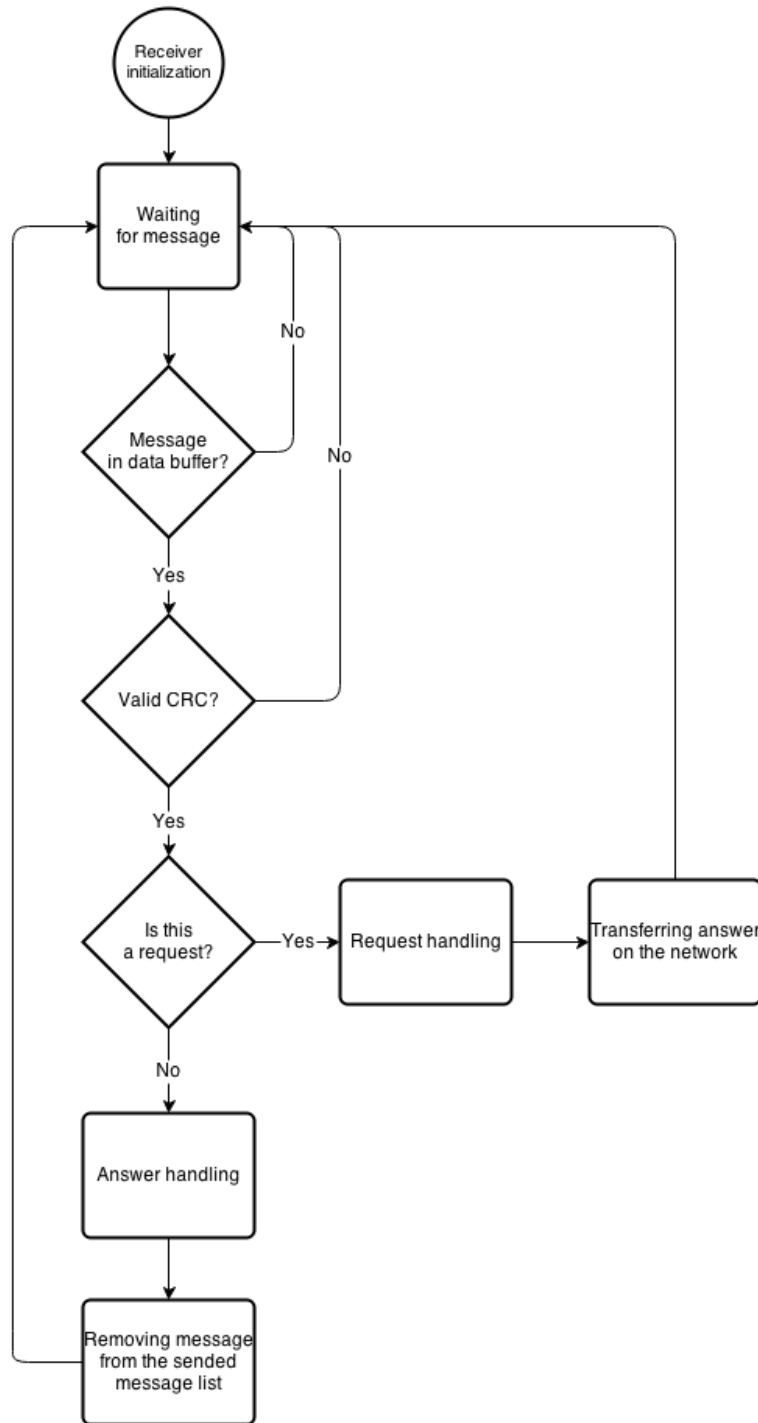 Receiver
initialization
Waiting
for message
No
Message
in data buffer?
No
Yes
Valid CRC?
Yes
Is this
a request?
Yes
Request handling
Transferring answer
on the network
No
Answer handling
Removing message
from the sended
message list